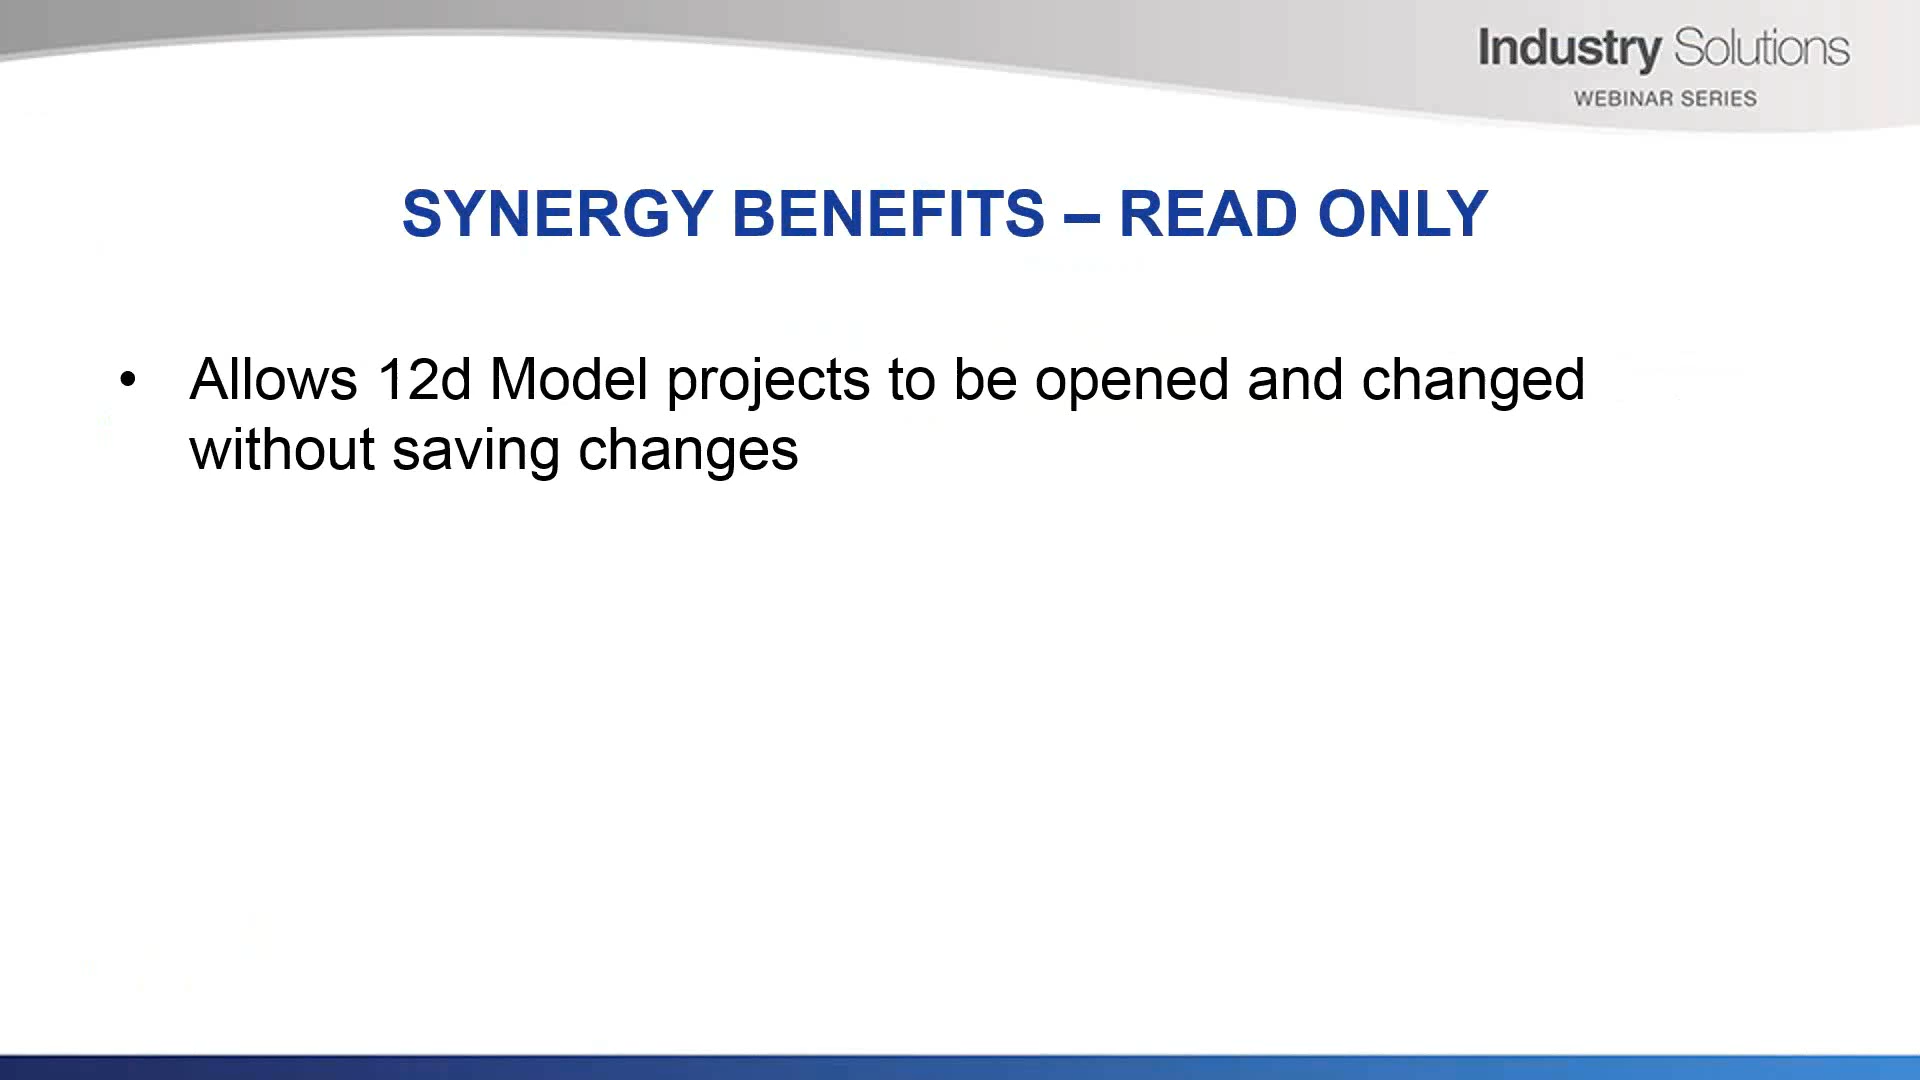 Industry Solutions
WEBINAR SERIES
SYNERGY BENEFITS – READ ONLY
• Allows 12d Model projects to be opened and changed
without saving changes